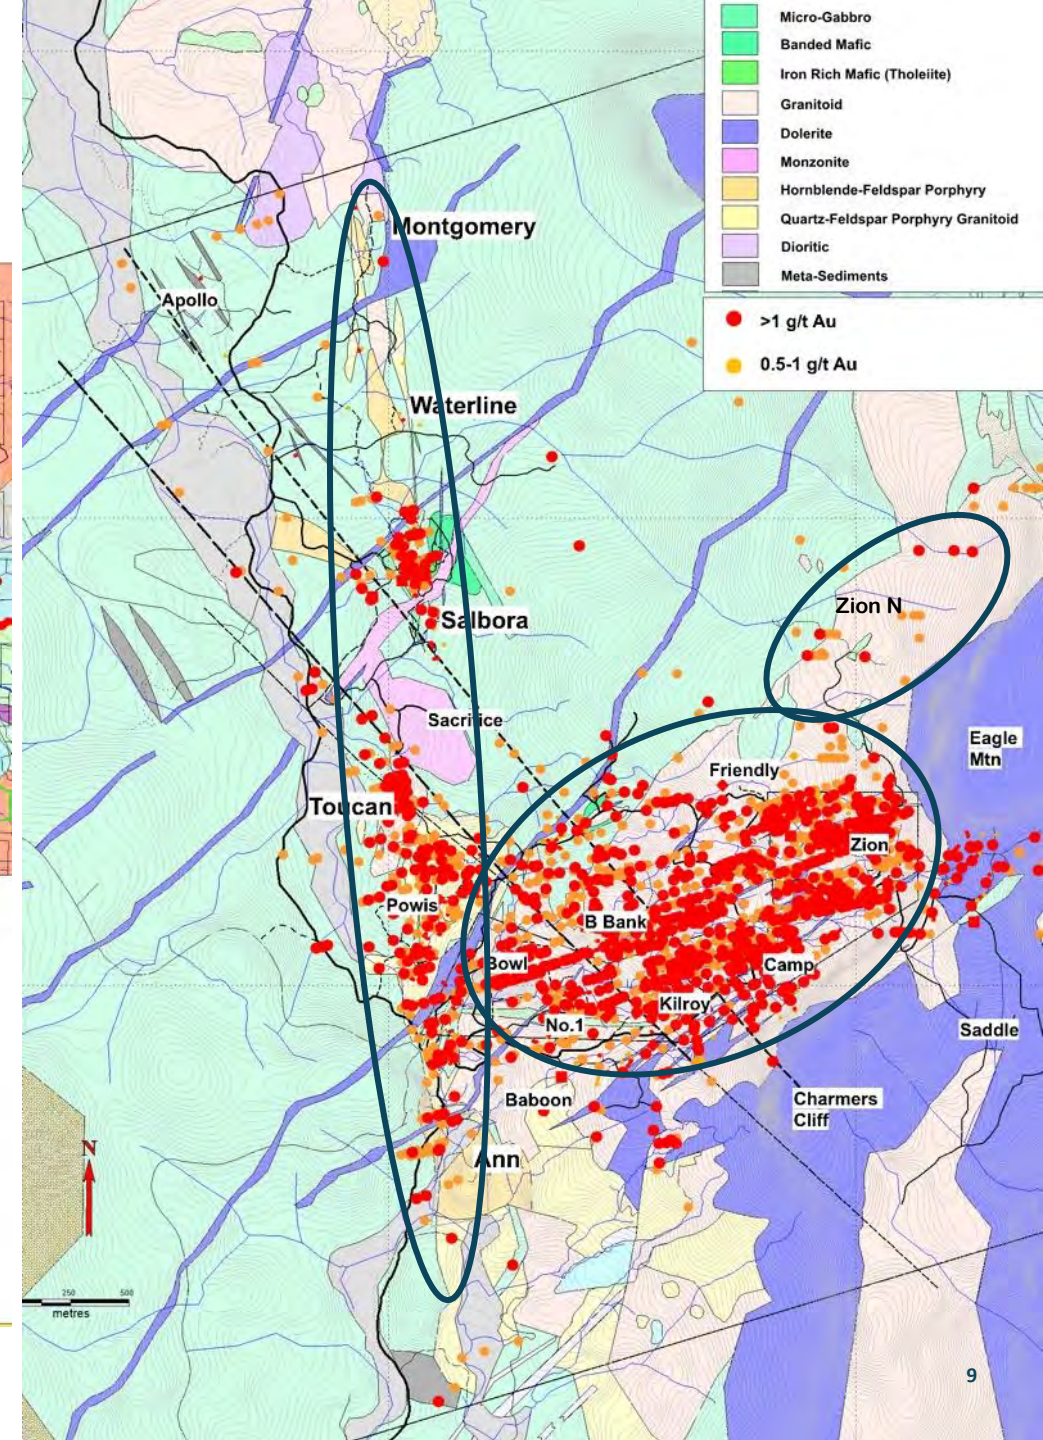 Micro-Gabbro
Banded Mafic
Iron Rich Mafic (Tholeiite)
Granitoid
Dolerite
Monzonite
Hornblende-Feldspar Porphyry
Quartz-Feldspar Porphyry Granitoid
Dioritic
Meta-Sediments
>1 g/t Au
0.5-1 g/t Au
Montgomery
Apollo
Waterline
Zion N
Salbora
Sacrifice
Eagle
Mtn
Friendly
Toucan
Zion
Powis
B Bank
Bowl
Camp
Kilroy
No.1
Saddle
Baboon
Charmers
Cliff
N
Ann
250
500
metres
9